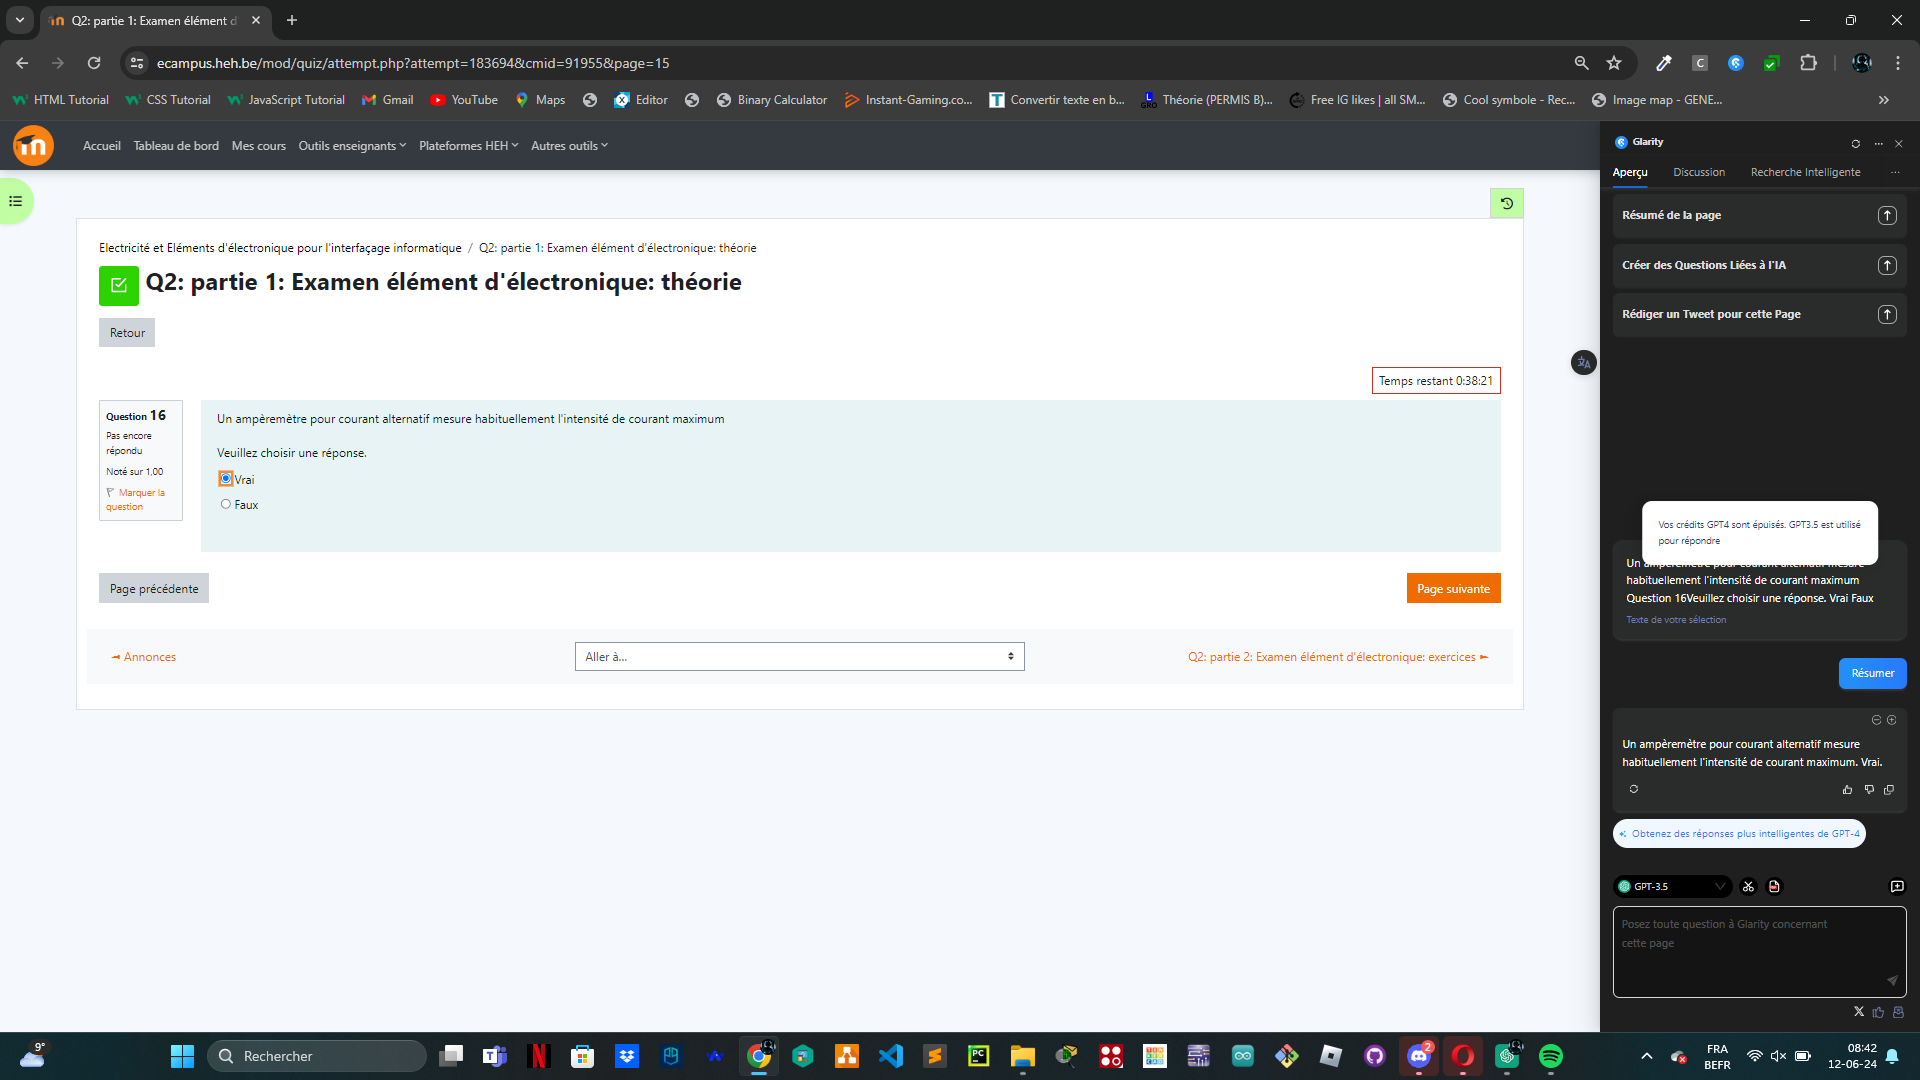 Q2: partie 1: Examen élément d'
ecampus.heh.be/mod/quiz/attempt.php?attempt=183694&cmid=91955&page=15
HTML Tutorial
CSS Tutorial
JavaScript Tutorial
Gmail
YouTube
Maps
Editor
Binary Calculator
Instant-Gaming.co...
Convertir texte en b...
Théorie (PERMIS B)...
Free IG likes | all SM...
Cool symbole - Rec...
Image map - GENE...
Accueil
Tableau de bord
Mes cours
Outils enseignants
Plateformes HEH
Autres outils
Electricité et Eléments d'électronique pour l'interfaçage informatique / Q2: partie 1: Examen élément d'électronique: théorie
Q2: partie 1: Examen élément d'électronique: théorie
Retour
Temps restant 0:38:21
Question 16
Pas encore
répondu
Noté sur 1,00
Marquer la
question
Un ampèremètre pour courant alternatif mesure habituellement l'intensité de courant maximum
Veuillez choisir une réponse.
Vrai
Faux
Page précédente
Page suivante
◄ Annonces
Aller à...
Q2: partie 2: Examen élément d'électronique: exercices ►
Glarity
Aperçu
Discussion
Recherche Intelligente
Résumé de la page
Créer des Questions Liées à l'IA
Rédiger un Tweet pour cette Page
Vos crédits GPT4 sont épuisés. GPT3.5 est utilisé
pour répondre
Un ampèremètre pour courant alternatif mesure
habituellement l'intensité de courant maximum
Question 16Veuillez choisir une réponse. Vrai Faux
Texte de votre sélection
Résumer
Un ampèremètre pour courant alternatif mesure
habituellement l'intensité de courant maximum. Vrai.
Obtenez des réponses plus intelligentes de GPT-4
GPT-3.5
Posez toute question à Glarity concernant
cette page
9°
Rechercher
2
FRA
BEFR
08:42
12-06-24